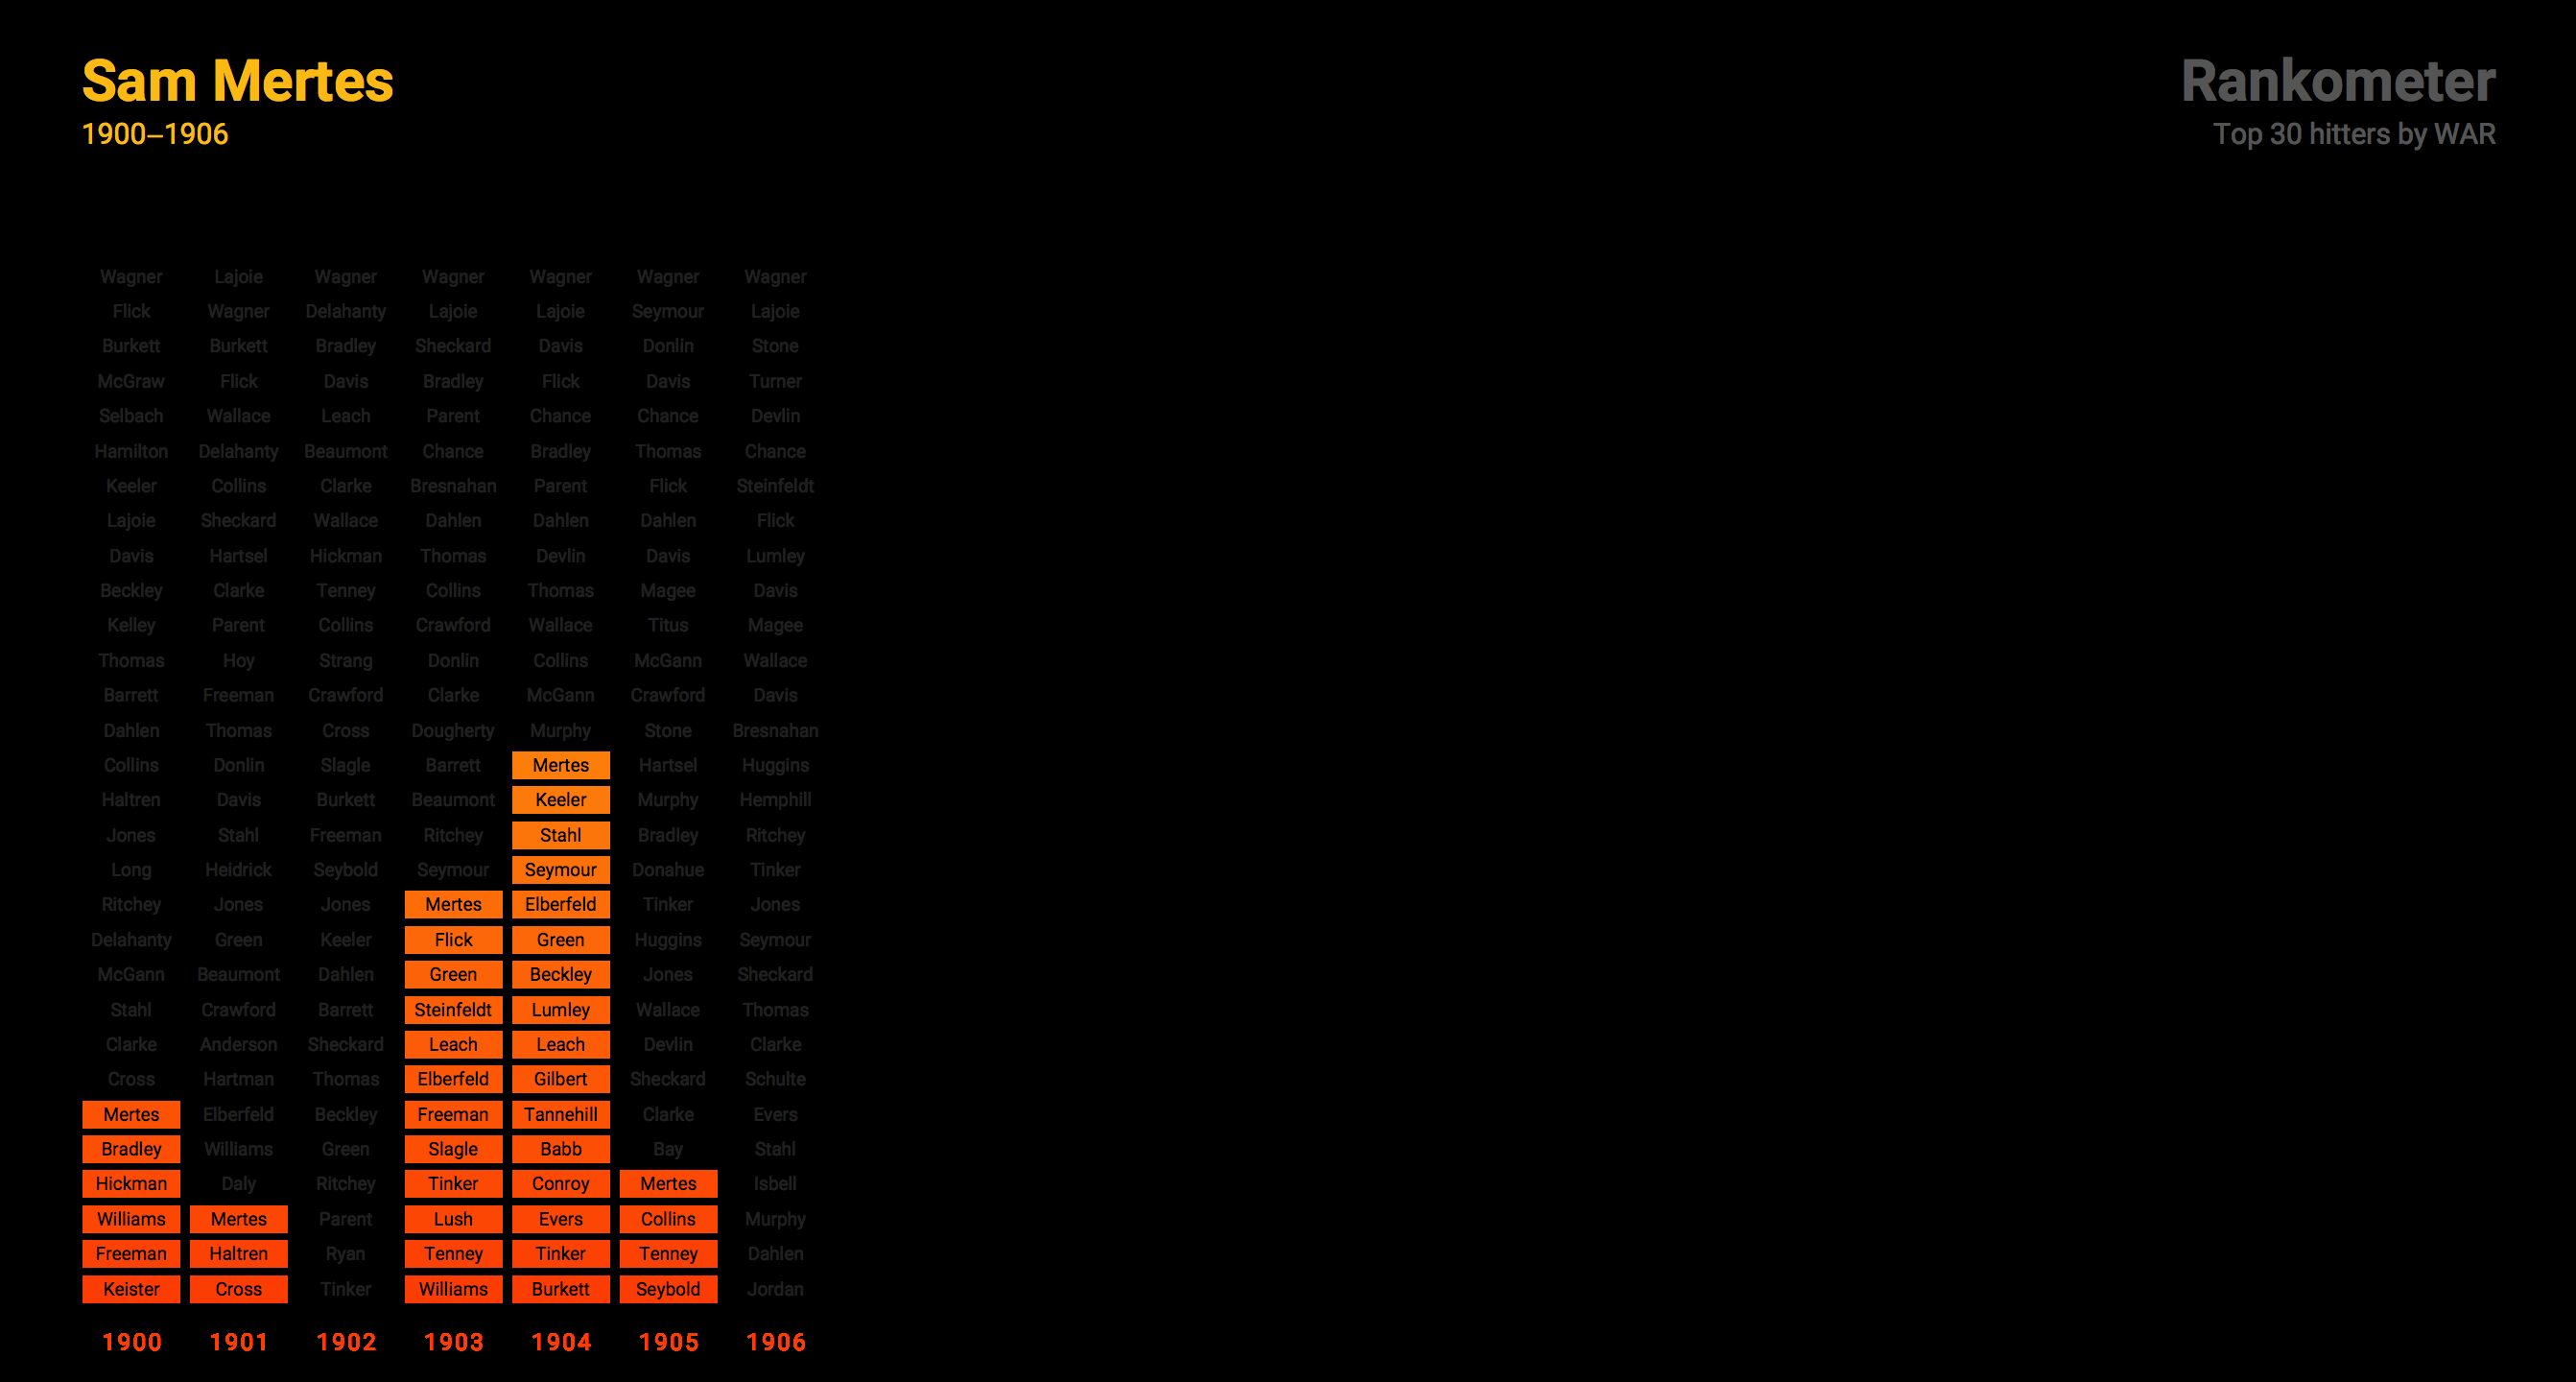 Sam Mertes
1900–1906
Rankometer
Top 30 hitters by WAR
Wagner Lajoie Wagner Wagner Wagner Wagner Wagner
Flick Wagner Delahanty Lajoie Lajoie Seymour Lajoie
Burkett Burkett Bradley Sheckard Davis Donlin Stone
McGraw Flick Davis Bradley Flick Davis Turner
Selbach Wallace Leach Parent Chance Chance Devlin
Hamilton Delahanty Beaumont Chance Bradley Thomas Chance
Keeler Collins Clarke Bresnahan Parent Flick Steinfeldt
Lajoie Sheckard Wallace Dahlen Dahlen Dahlen Flick
Davis Hartsel Hickman Thomas Devlin Davis Lumley
Beckley Clarke Tenney Collins Thomas Magee Davis
Kelley Parent Collins Crawford Wallace Titus Magee
Thomas Hoy Strang Donlin Collins McGann Wallace
Barrett Freeman Crawford Clarke McGann Crawford Davis
Dahlen Thomas Cross Dougherty Murphy Stone Bresnahan
Collins Donlin Slagle Barrett Mertes Hartsel Huggins
Haltren Davis Burkett Beaumont Keeler Murphy Hemphill
Jones Stahl Freeman Ritchey Stahl Bradley Ritchey
Long Heidrick Seybold Seymour Seymour Donahue Tinker
Ritchey Jones Jones Mertes Elberfeld Tinker Jones
Delahanty Green Keeler Flick Green Huggins Seymour
McGann Beaumont Dahlen Green Beckley Jones Sheckard
Stahl Crawford Barrett Steinfeldt Lumley Wallace Thomas
Clarke Anderson Sheckard Leach Leach Devlin Clarke
Cross Hartman Thomas Elberfeld Gilbert Sheckard Schulte
Mertes Elberfeld Beckley Freeman Tannehill Clarke Evers
Bradley Williams Green Slagle Babb Bay Stahl
Hickman Daly Ritchey Tinker Conroy Mertes Isbell
Williams Mertes Parent Lush Evers Collins Murphy
Freeman Haltren Ryan Tenney Tinker Tenney Dahlen
Keister Cross Tinker Williams Burkett Seybold Jordan
1900 1901 1902 1903 1904 1905 1906